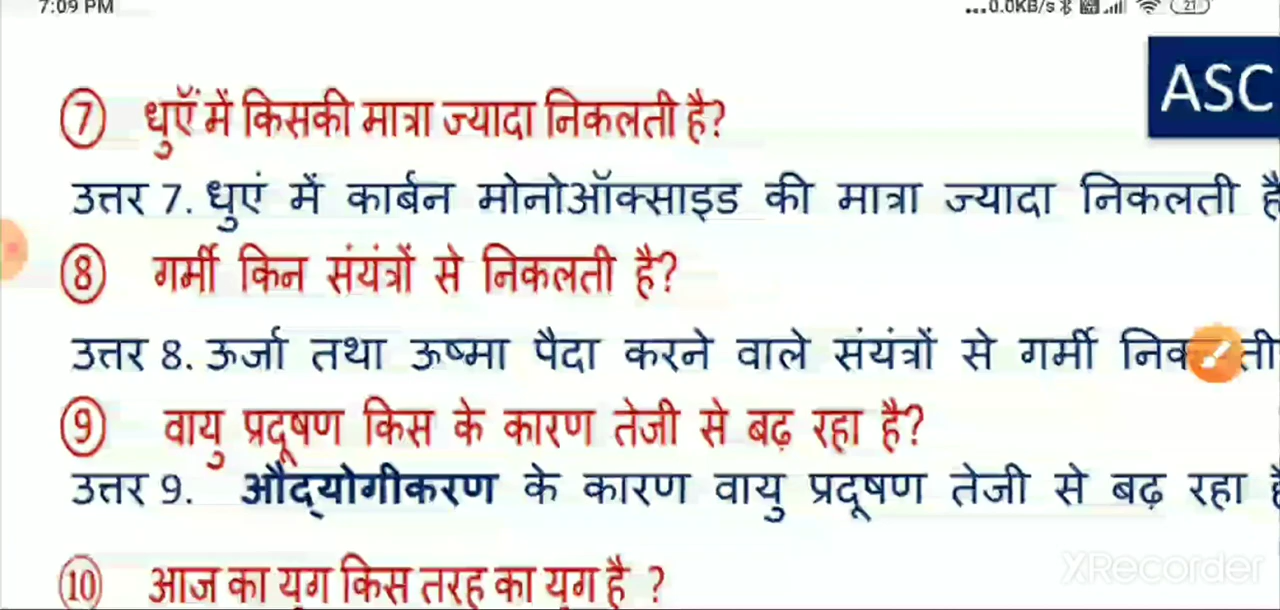 7:09 PM ...0.0KB/s 21
ASC
7 धुएँ में किसकी मात्रा ज्यादा निकलती है?
उत्तर 7. धुएं में कार्बन मोनोऑक्साइड की मात्रा ज्यादा निकलती है
8 गर्मी किन संयंत्रों से निकलती है?
उत्तर 8. ऊर्जा तथा ऊष्मा पैदा करने वाले संयंत्रों से गर्मी
9 वायु प्रदूषण किस के कारण तेजी से बढ़ रहा है?
उत्तर 9. औद्योगीकरण के कारण वायु प्रदूषण तेजी से बढ़ रहा
10 आज का युग किस तरह का युग है ?
XRecorder